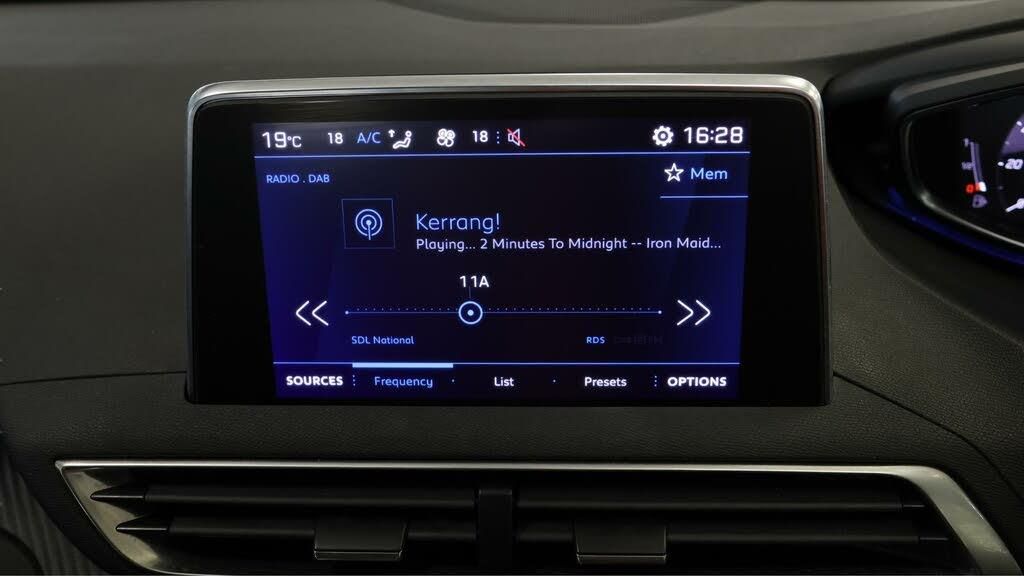 19°C 18 A/C 18 16:28
RADIO . DAB
Mem
Kerrang!
Playing... 2 Minutes To Midnight -- Iron Maid...
11A
SDL National RDS
SOURCES Frequency List Presets OPTIONS
20